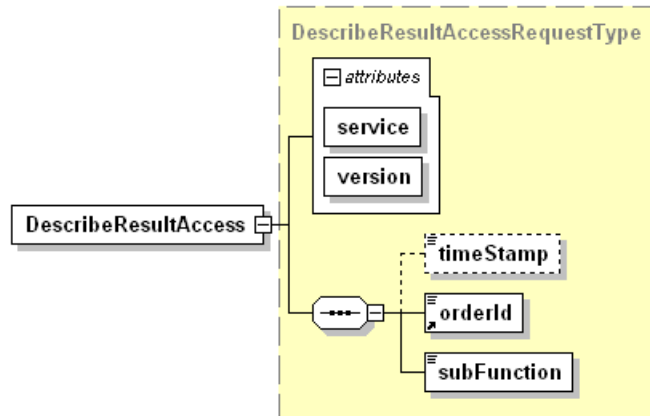 DescribeResultAccessRequestType
attributes
service
version
DescribeResultAccess
timeStamp
orderId
subFunction